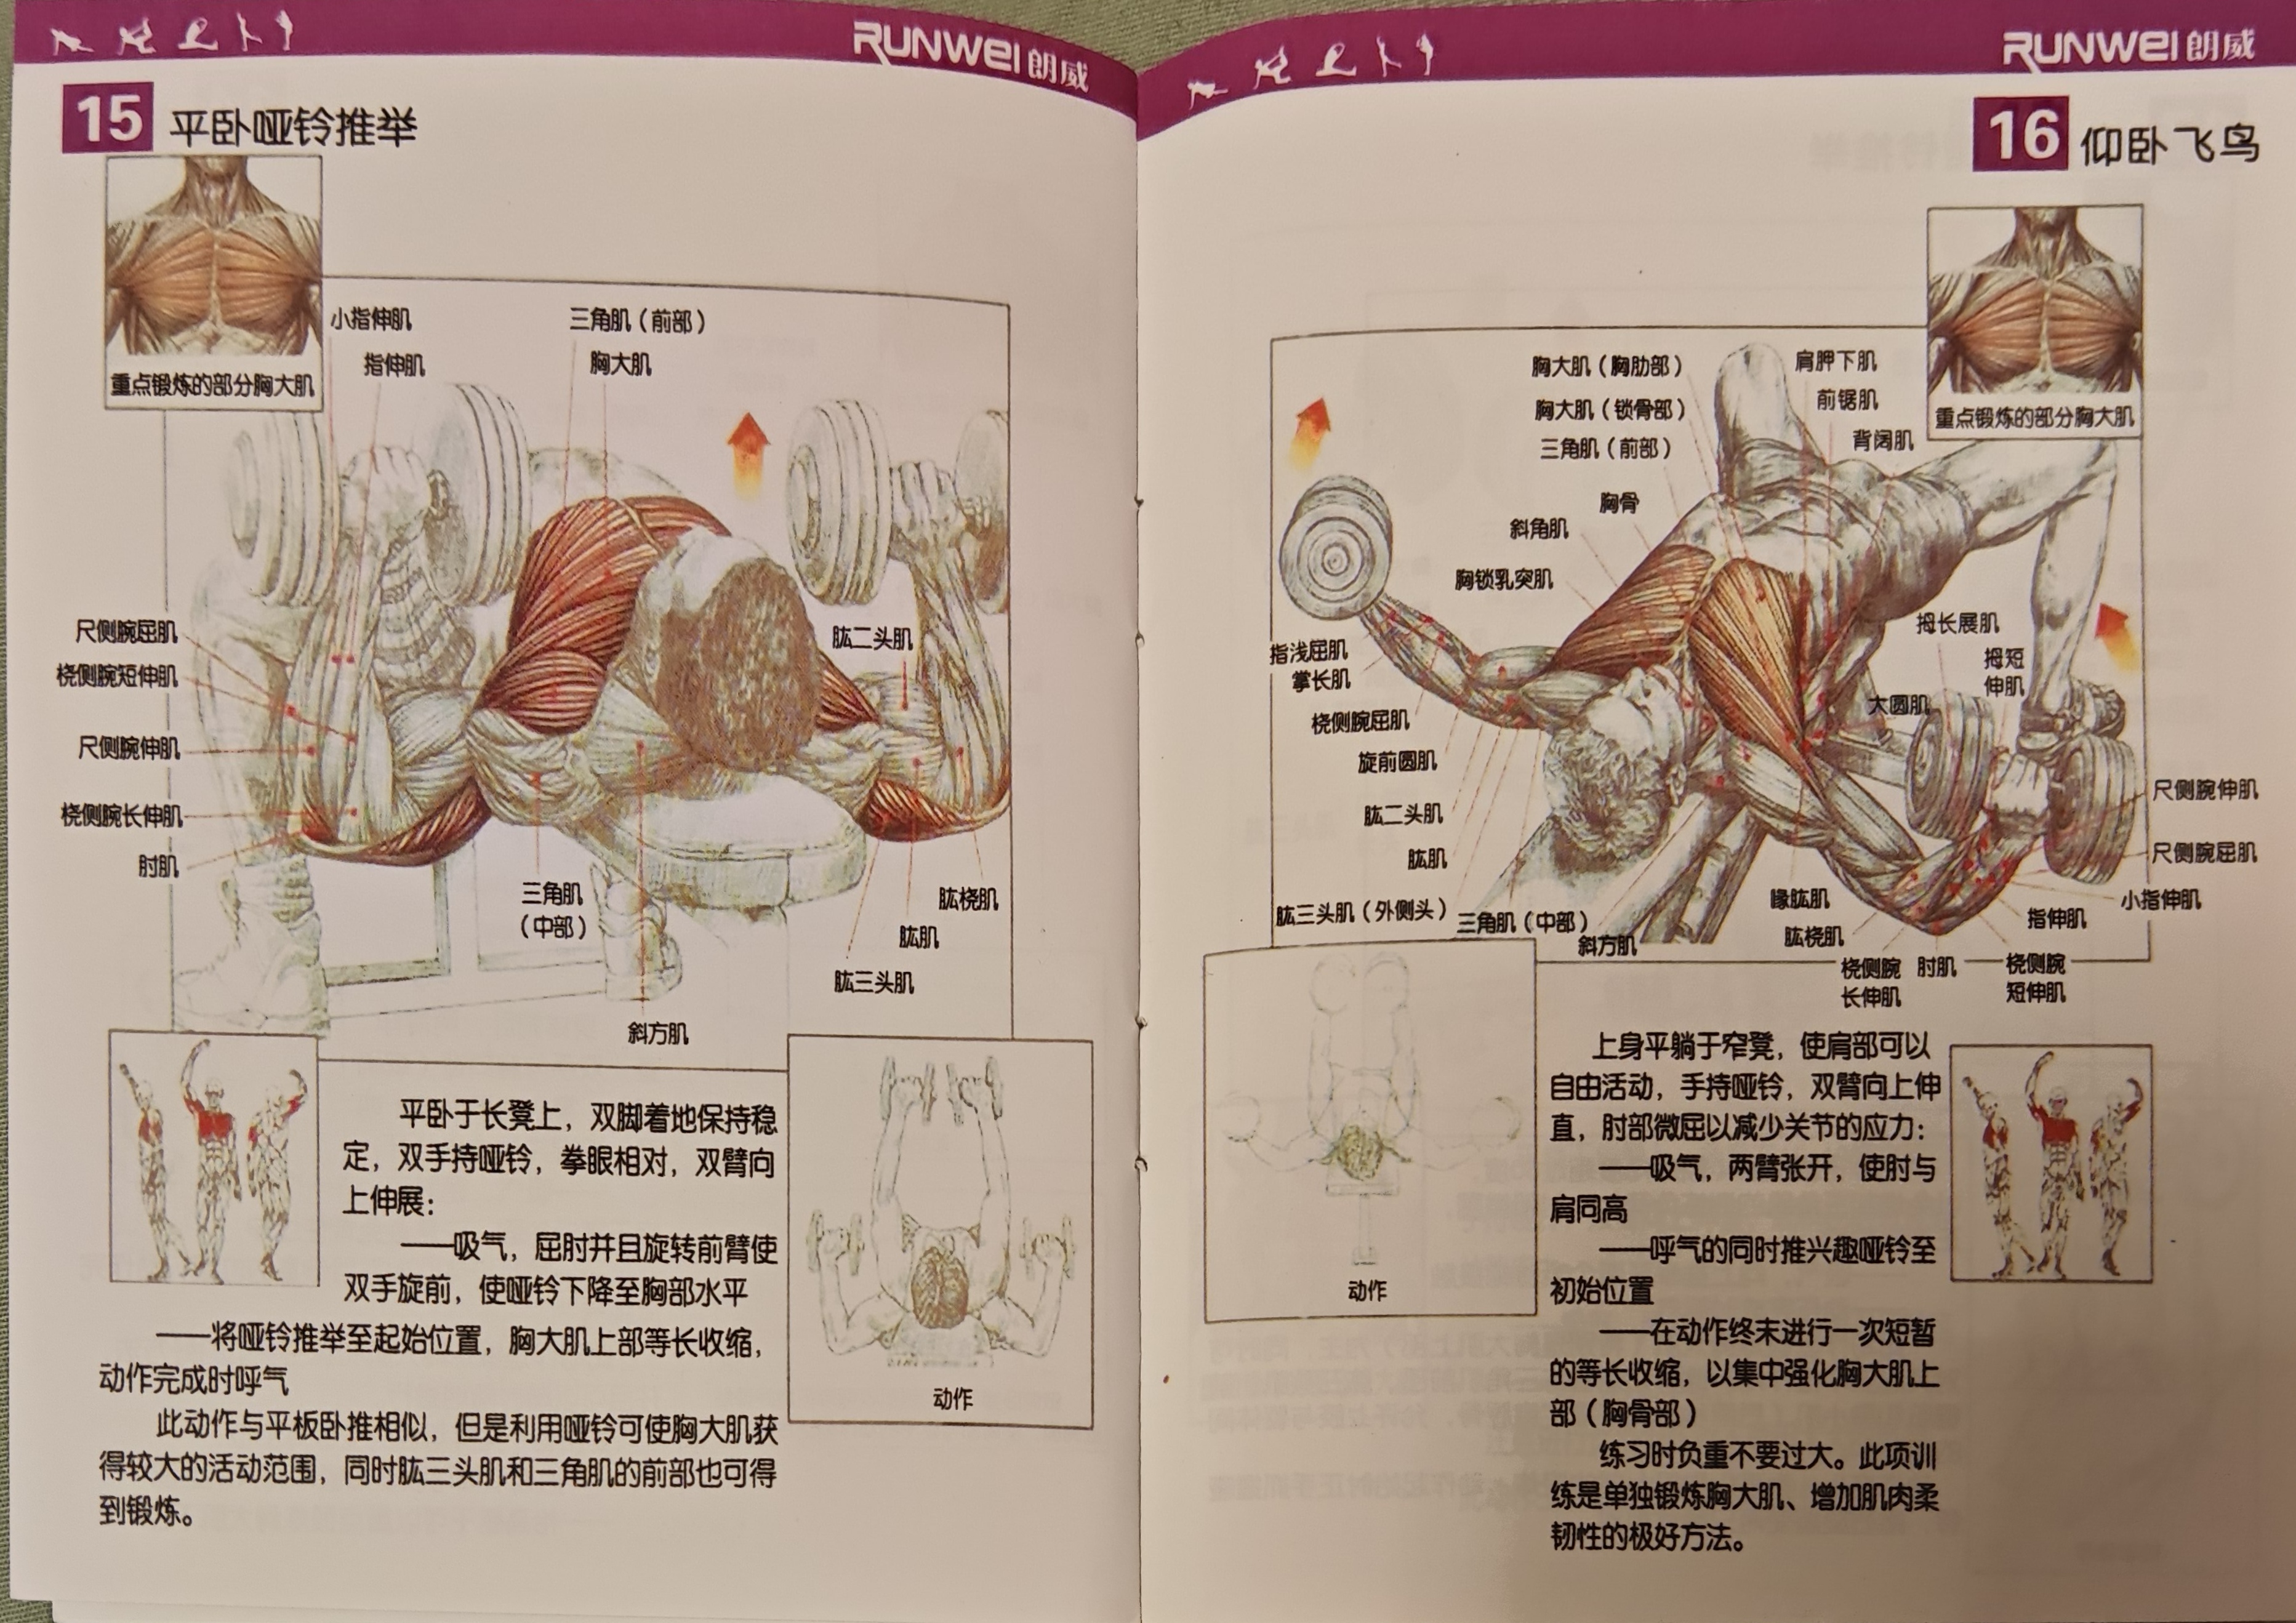 RUNWEI朗威
15 平卧哑铃推举
重点锻炼的部分胸大肌
小指伸肌
指伸肌
三角肌（前部）
胸大肌
尺侧腕屈肌
桡侧腕短伸肌
尺侧腕伸肌
桡侧腕长伸肌
肘肌
肱二头肌
三角肌
（中部）
肱桡肌
肱肌
肱三头肌
斜方肌
平卧于长凳上，双脚着地保持稳
定，双手持哑铃，拳眼相对，双臂向
上伸展：
——吸气，屈肘并且旋转前臂使
双手旋前，使哑铃下降至胸部水平
——将哑铃推举至起始位置，胸大肌上部等长收缩，
动作完成时呼气
此动作与平板卧推相似，但是利用哑铃可使胸大肌获
得较大的活动范围，同时肱三头肌和三角肌的前部也可得
到锻炼。
动作
RUNWEI朗威
16 仰卧飞鸟
重点锻炼的部分胸大肌
胸大肌（胸肋部）
胸大肌（锁骨部）
三角肌（前部）
胸骨
斜角肌
胸锁乳突肌
肩胛下肌
前锯肌
背阔肌
指浅屈肌
掌长肌
桡侧腕屈肌
旋前圆肌
肱二头肌
肱肌
肱三头肌（外侧头）
三角肌（中部）
斜方肌
拇长展肌
拇短
伸肌
大圆肌
尺侧腕伸肌
尺侧腕屈肌
小指伸肌
指伸肌
喙肱肌
肱桡肌
桡侧腕
长伸肌
肘肌
桡侧腕
短伸肌
动作
上身平躺于窄凳，使肩部可以
自由活动，手持哑铃，双臂向上伸
直，肘部微屈以减少关节的应力：
——吸气，两臂张开，使肘与
肩同高
——呼气的同时推兴趣哑铃至
初始位置
——在动作终末进行一次短暂
的等长收缩，以集中强化胸大肌上
部（胸骨部）
练习时负重不要过大。此项训
练是单独锻炼胸大肌、增加肌肉柔
韧性的极好方法。